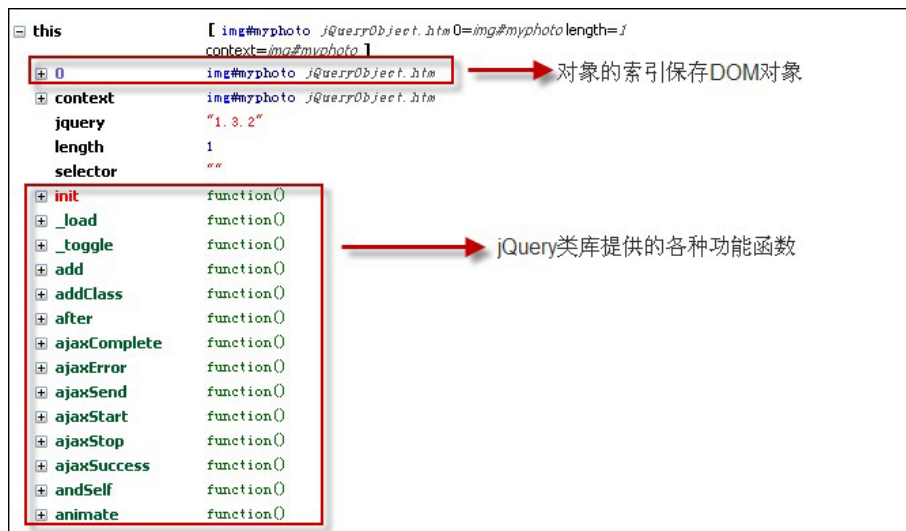 this [ img#myphoto jQueryObject.htm 0=img#myphoto length=1
context=img#myphoto ]
0 img#myphoto jQueryObject.htm 对象的索引保存DOM对象
context img#myphoto jQueryObject.htm
jquery "1.3.2"
length 1
selector ""
init function()
_load function()
_toggle function() jQuery类库提供的各种功能函数
add function()
addClass function()
after function()
ajaxComplete function()
ajaxError function()
ajaxSend function()
ajaxStart function()
ajaxStop function()
ajaxSuccess function()
andSelf function()
animate function()